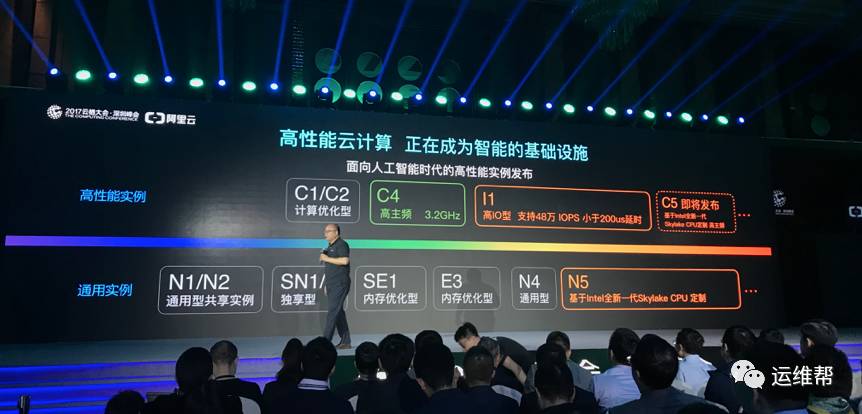 2017云栖大会·深圳峰会
THE COMPUTING CONFERENCE
阿里云
高性能云计算 正在成为智能的基础设施
面向人工智能时代的高性能实例发布
高性能实例
C1/C2
计算优化型
C4
高主频 3.2GHz
I1
高IO型 支持48万 IOPS 小于200us延时
C5 即将发布
基于Intel全新一代
Skylake CPU定制 高主频
...
通用实例
N1/N2
通用型共享实例
SN1/
独享型
SE1
内存优化型
E3
内存优化型
N4
通用型
N5
基于Intel全新一代Skylake CPU 定制
...
运维帮